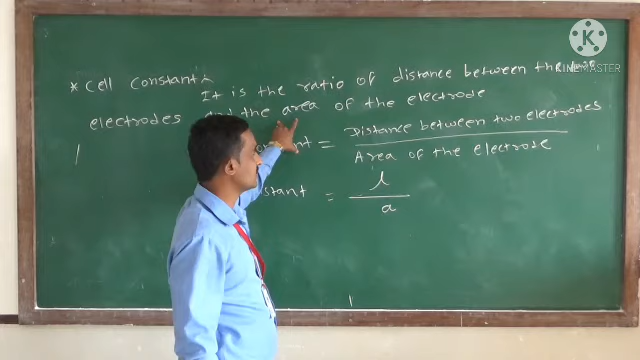 * Cell Constant:-
It is the ratio of distance between the two
electrodes and the area of the electrode
= Distance between two electrodes
Area of the electrode
= l
a
KINEMASTER